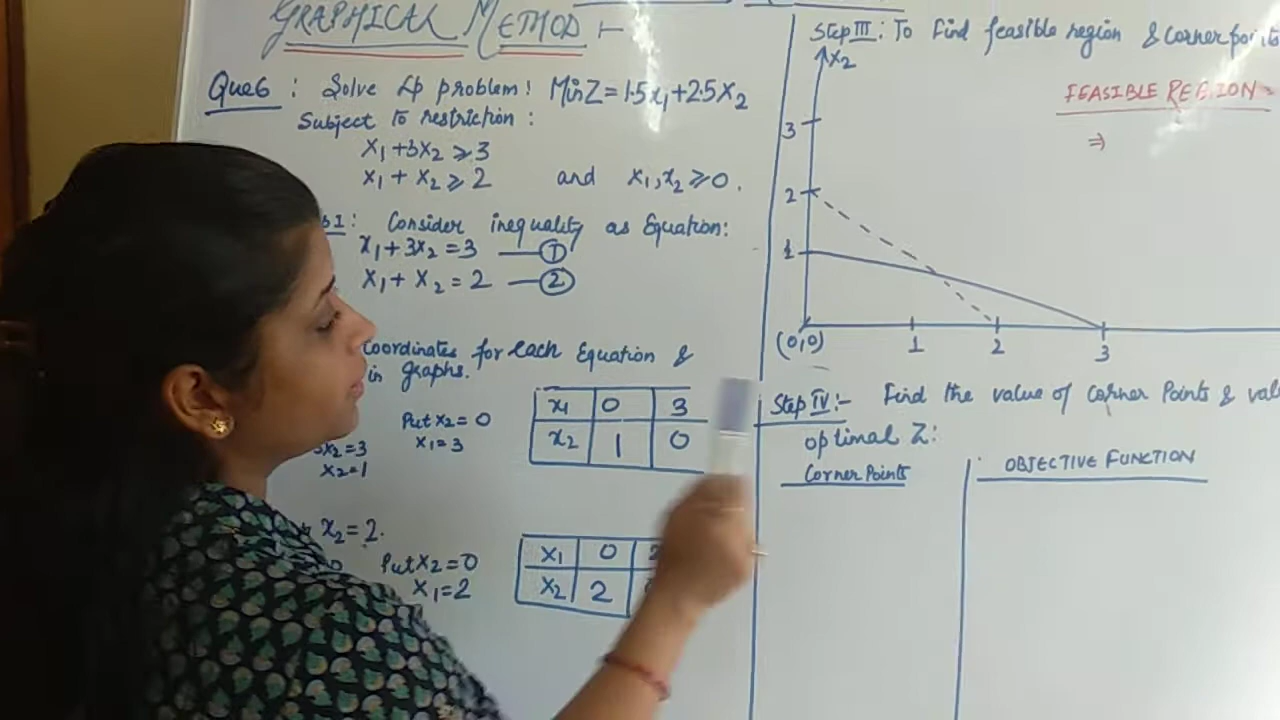 GRAPHICAL METHOD :-
Que6 : Solve Lp problem! Min Z = 1.5x₁ + 2.5x₂
Subject to restriction :
x₁ + 3x₂ ⩾ 3
x₁ + x₂ ⩾ 2 and x₁, x₂ ⩾ 0.
I: Consider inequality as Equation:
x₁ + 3x₂ = 3 — ①
x₁ + x₂ = 2 — ②
Coordinates for each Equation &
in graphs.
Put x₂ = 0
x₁ = 3
x₂ = 3
x₂ = 1
x₁ 0 3
x₂ 1 0
x₂ = 2.
Put x₂ = 0
x₁ = 2
x₁ 0
x₂ 2
Step III : To Find feasible region & corner points
x₂
FEASIBLE REGION
⇒
3
2
1
(0,0) 1 2 3
Step IV :- Find the value of corner Points &
optimal Z:
Corner Points OBJECTIVE FUNCTION